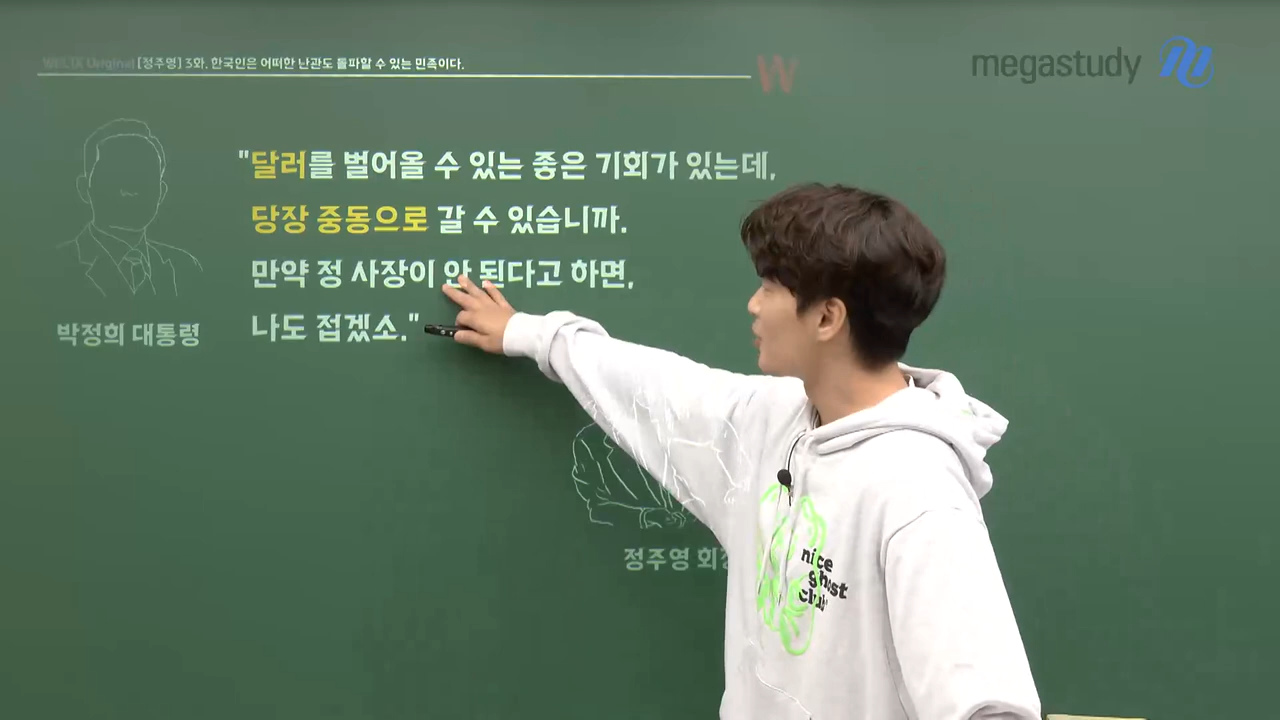 WELIX Original [정주영] 3화. 한국인은 어떠한 난관도 돌파할 수 있는 민족이다.
W
megastudy
"달러를 벌어올 수 있는 좋은 기회가 있는데,
당장 중동으로 갈 수 있습니까.
만약 정 사장이 안 된다고 하면,
나도 접겠소."
박정희 대통령
정주영 회장
nice
ghost
club